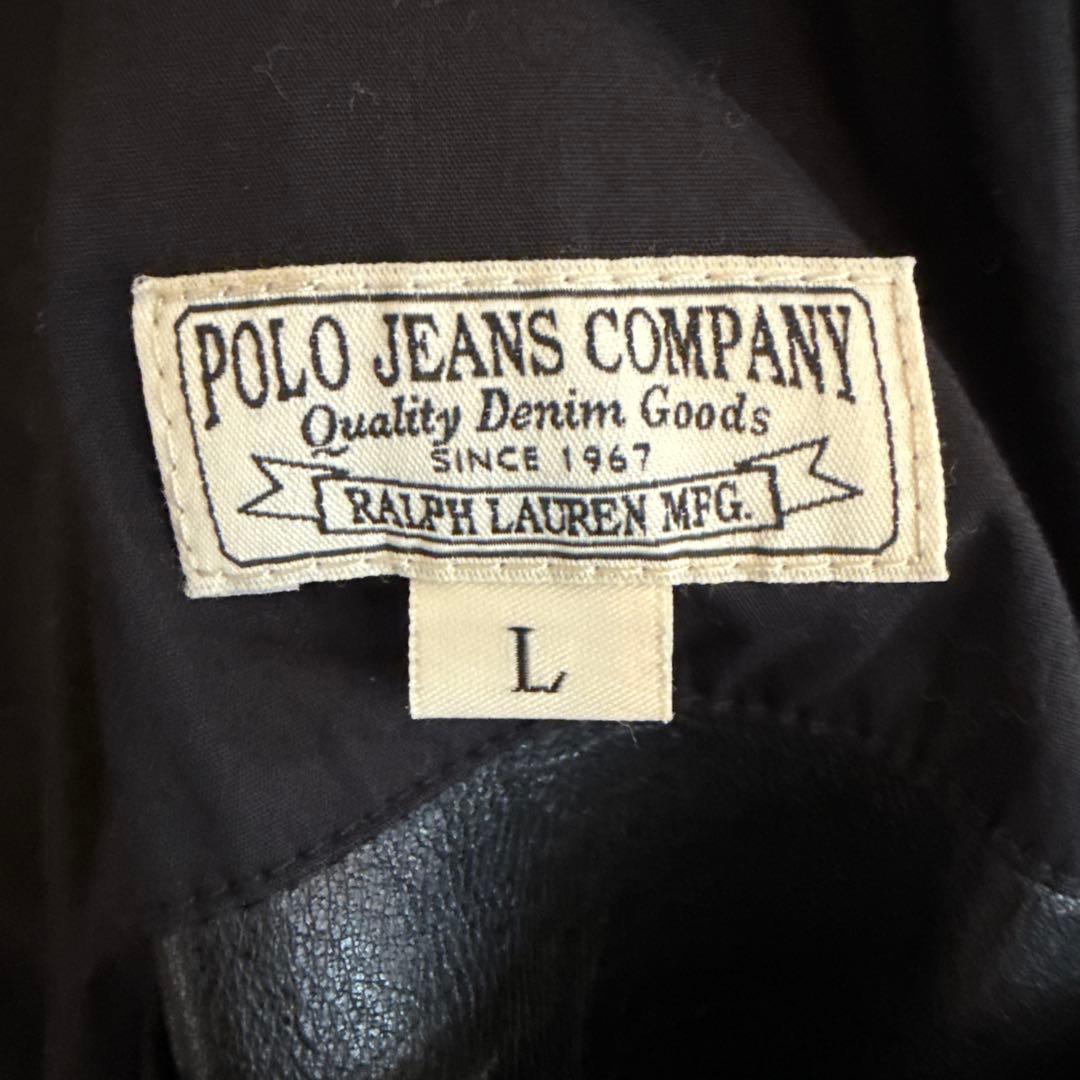 POLO JEANS COMPANY
Quality Denim Goods
SINCE 1967
RALPH LAUREN MFG.
L